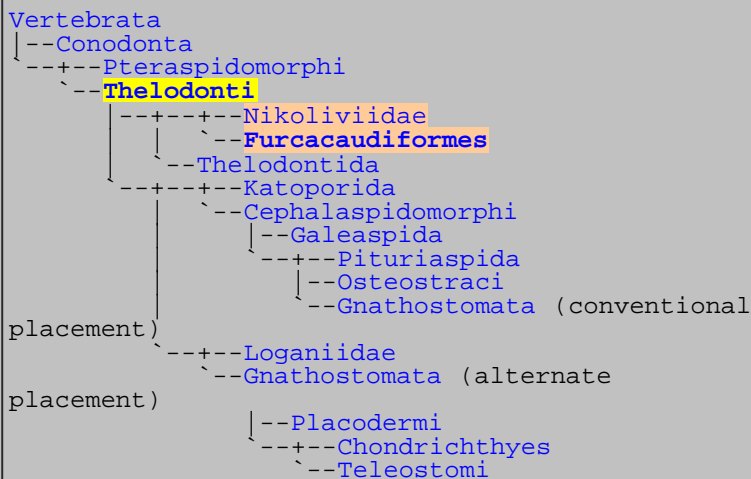 Vertebrata
|--Conodonta
`--+--Pteraspidomorphi
   `--Thelodonti
      |--+--+--Nikoliviidae
      |  |  `--Furcacaudiformes
      |  `--Thelodontida
      `--+--+--Katoporida
         |  `--Cephalaspidomorphi
         |     |--Galeaspida
         |     `--+--Pituriaspida
         |        |--Osteostraci
         |        `--Gnathostomata (conventional
placement)
         `--+--Loganiidae
            `--Gnathostomata (alternate
placement)
               |--Placodermi
               `--+--Chondrichthyes
                  `--Teleostomi